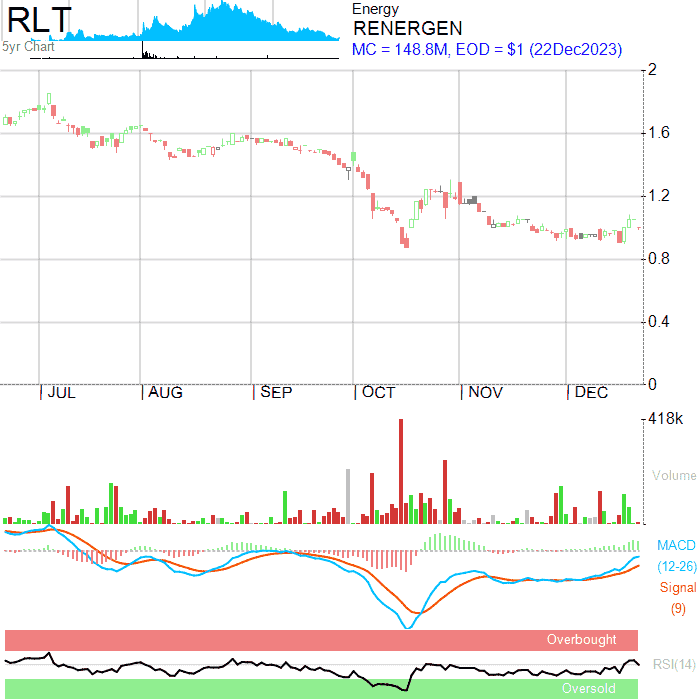 RLT
5yr Chart
Energy
RENERGEN
MC = 148.8M, EOD = $1 (22Dec2023)
2
1.6
1.2
0.8
0.4
0
JUL AUG SEP OCT NOV DEC
418k
Volume
MACD
(12-26)
Signal
(9)
Overbought
RSI(14)
Oversold